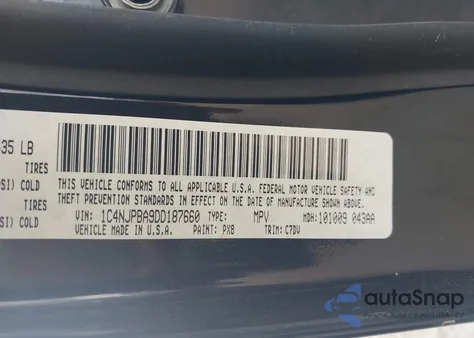 35 LB
TIRES
SI) COLD
TIRES
SI) COLD
THIS VEHICLE CONFORMS TO ALL APPLICABLE U.S.A. FEDERAL MOTOR VEHICLE SAFETY, AND
THEFT PREVENTION STANDARDS IN EFFECT ON THE DATE OF MANUFACTURE SHOWN ABOVE.
VIN: 1C4NJPBA9DD187660 MPV MDH:101009 043AA
VEHICLE MADE IN U.S.A. PAINT: PX8 TRIM: C7DV
autoSnap